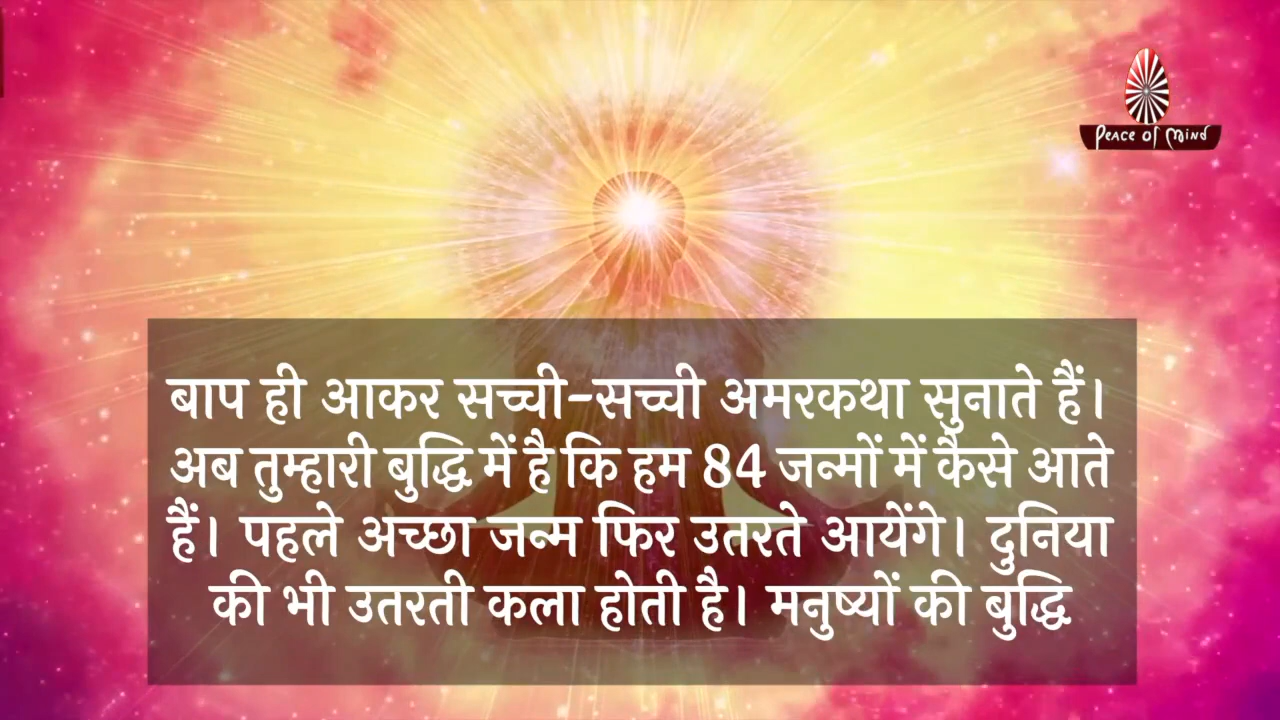 Peace of Mind
बाप ही आकर सच्ची-सच्ची अमरकथा सुनाते हैं।
अब तुम्हारी बुद्धि में है कि हम 84 जन्मों में कैसे आते
हैं। पहले अच्छा जन्म फिर उतरते आयेंगे। दुनिया
की भी उतरती कला होती है। मनुष्यों की बुद्धि